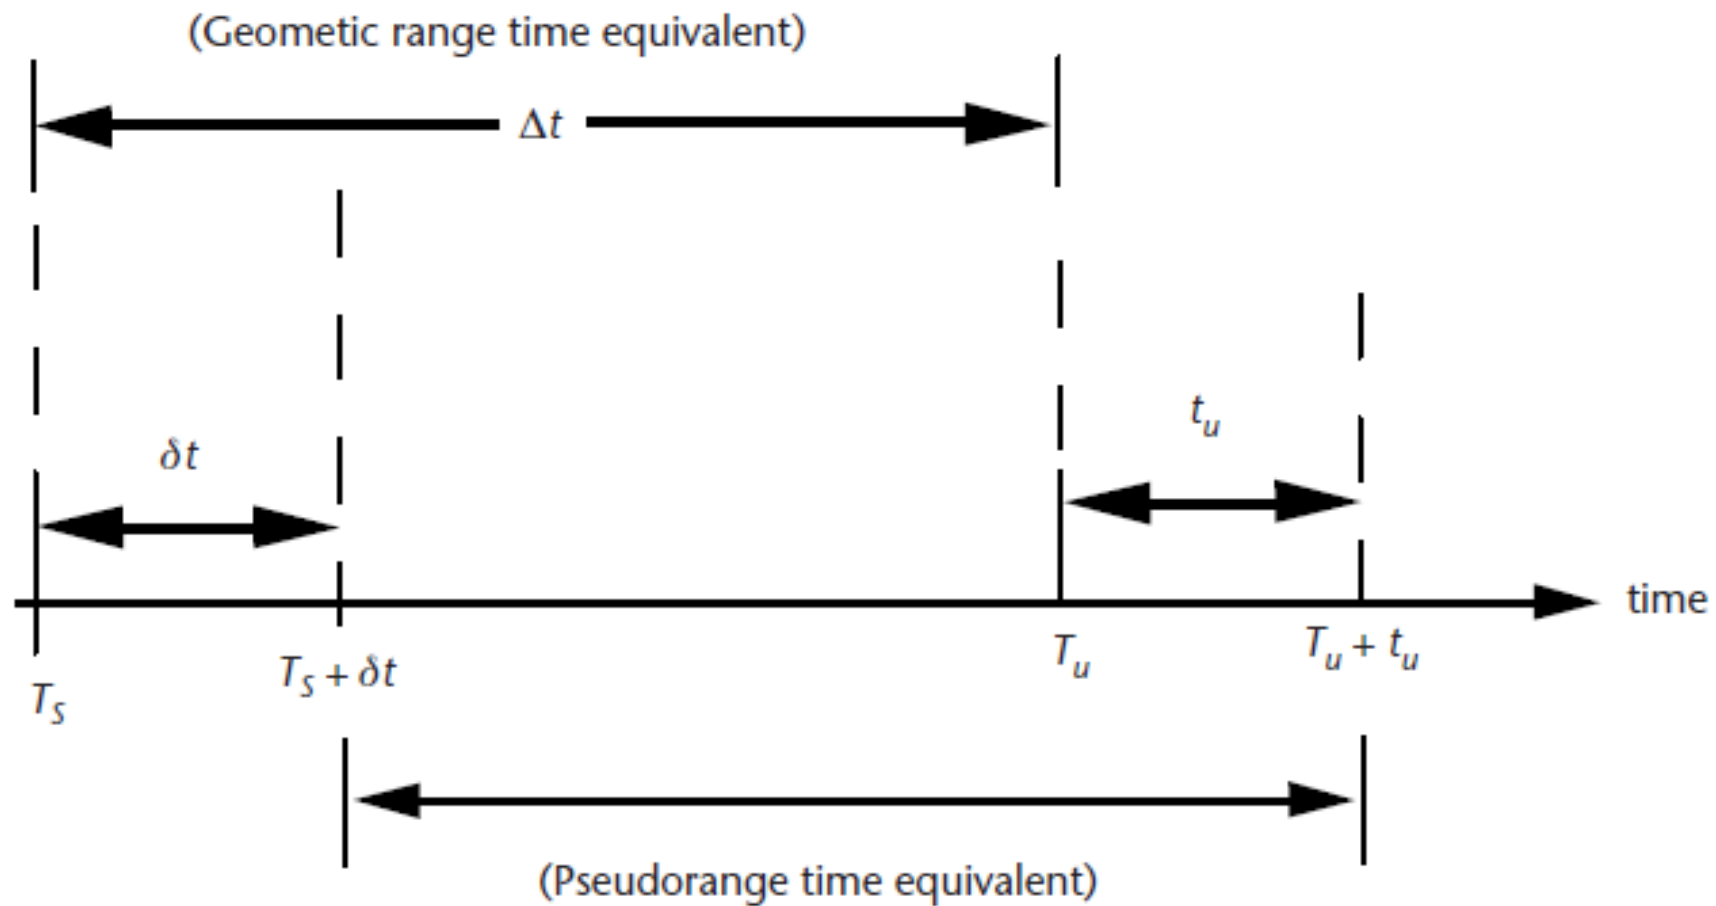 (Geometic range time equivalent)
Δt
δt
t_u
time
T_S
T_S + δt
T_u
T_u + t_u
(Pseudorange time equivalent)